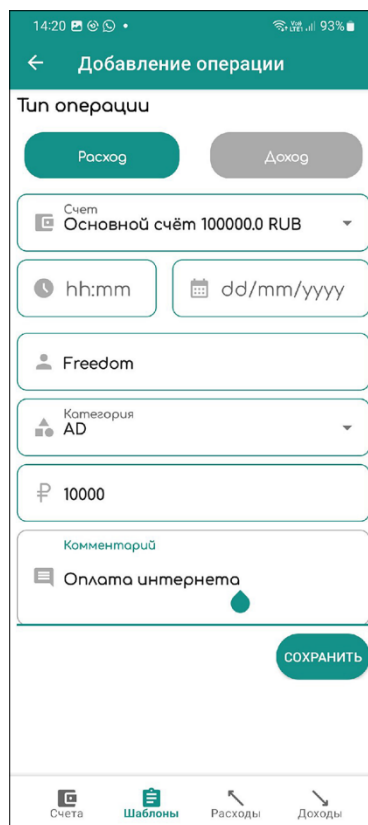 14:20 93%
Добавление операции
Тип операции
Расход Доход
Счет
Основной счёт 100000.0 RUB
hh:mm dd/mm/yyyy
Freedom
Категория
AD
₽ 10000
Комментарий
Оплата интернета
СОХРАНИТЬ
Счета Шаблоны Расходы Доходы